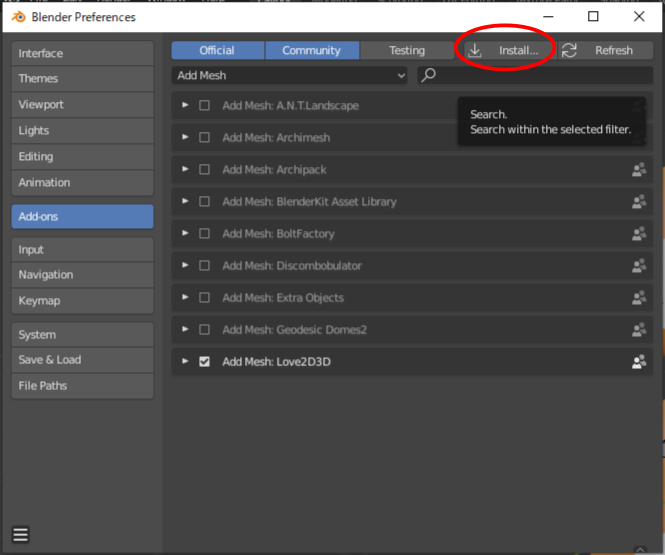 Blender Preferences
Interface
Themes
Viewport
Lights
Editing
Animation
Add-ons
Input
Navigation
Keymap
System
Save & Load
File Paths
Official Community Testing Install... Refresh
Add Mesh
Search.
Search within the selected filter.
Add Mesh: A.N.T.Landscape
Add Mesh: Archimesh
Add Mesh: Archipack
Add Mesh: BlenderKit Asset Library
Add Mesh: BoltFactory
Add Mesh: Discombobulator
Add Mesh: Extra Objects
Add Mesh: Geodesic Domes2
Add Mesh: Love2D3D